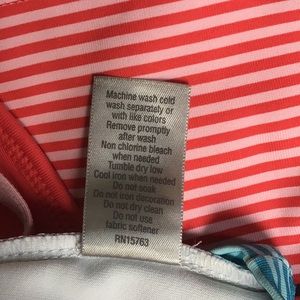 Machine wash cold
wash separately or
with like colors
Remove promptly
after wash
Non chlorine bleach
when needed
Tumble dry low
Cool iron when needed
Do not soak
Do not iron decoration
Do not dry clean
Do not use
fabric softener
RN15763